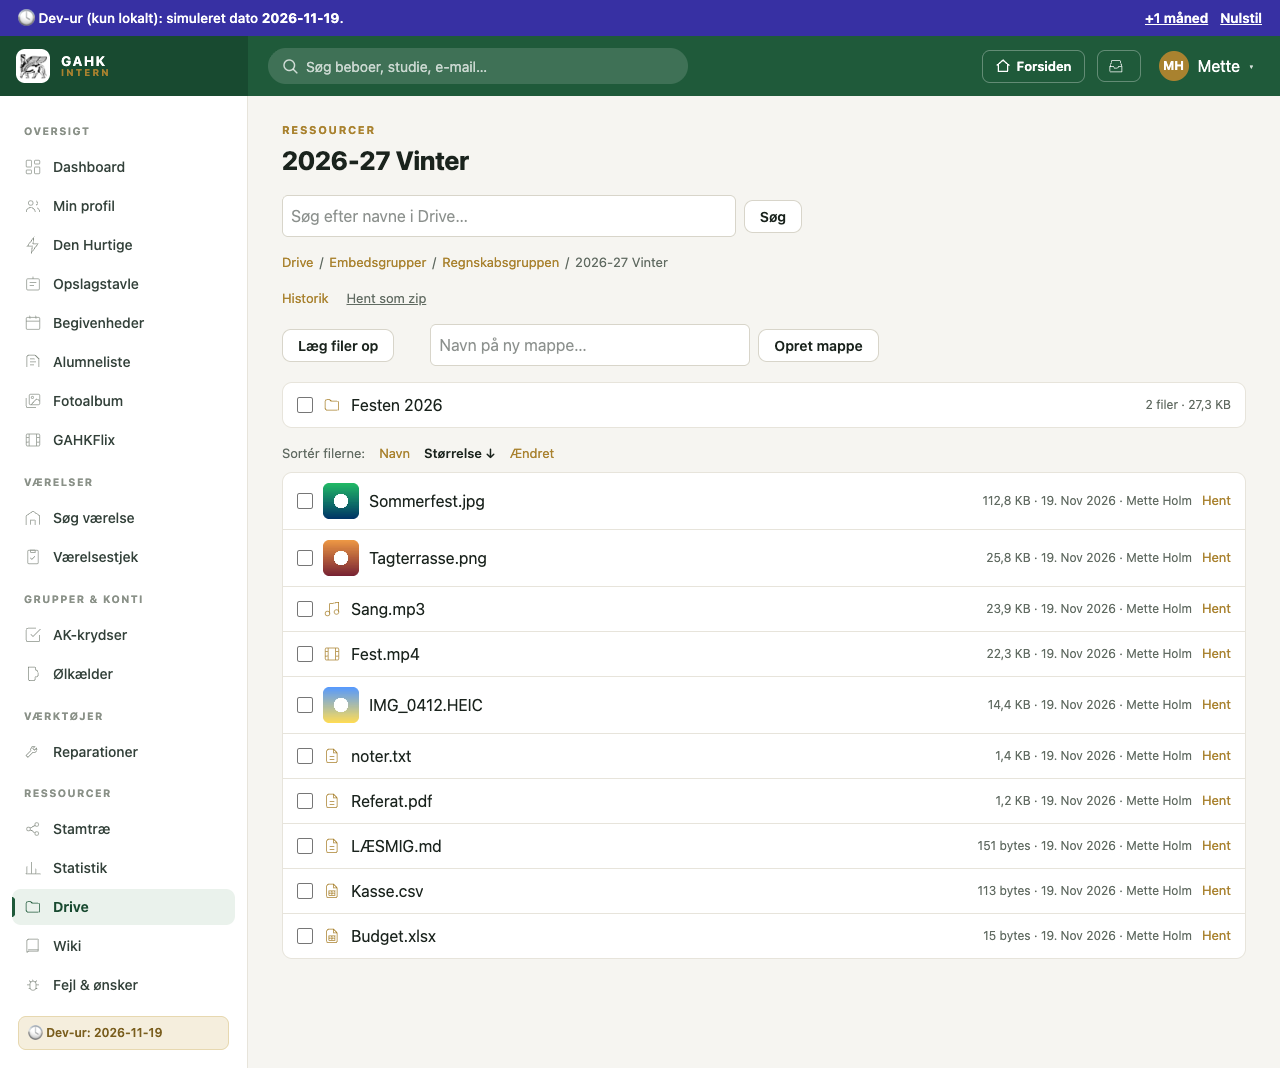 Dev-ur (kun lokalt): simuleret dato 2026-11-19.
+1 måned Nulstil
GAHK
INTERN
Søg beboer, studie, e-mail...
Forsiden
MH Mette
OVERSIGT
Dashboard
Min profil
Den Hurtige
Opslagstavle
Begivenheder
Alumneliste
Fotoalbum
GAHKFlix
VÆRELSER
Søg værelse
Værelsestjek
GRUPPER & KONTI
AK-krydser
Ølkælder
VÆRKTØJER
Reparationer
RESSOURCER
Stamtræ
Statistik
Drive
Wiki
Fejl & ønsker
Dev-ur: 2026-11-19
RESSOURCER
2026-27 Vinter
Søg efter navne i Drive...
Søg
Drive / Embedsgrupper / Regnskabsgruppen / 2026-27 Vinter
Historik Hent som zip
Læg filer op
Navn på ny mappe...
Opret mappe
Festen 2026 2 filer · 27,3 KB
Sortér filerne: Navn Størrelse ↓ Ændret
Sommerfest.jpg 112,8 KB · 19. Nov 2026 · Mette Holm Hent
Tagterrasse.png 25,8 KB · 19. Nov 2026 · Mette Holm Hent
Sang.mp3 23,9 KB · 19. Nov 2026 · Mette Holm Hent
Fest.mp4 22,3 KB · 19. Nov 2026 · Mette Holm Hent
IMG_0412.HEIC 14,4 KB · 19. Nov 2026 · Mette Holm Hent
noter.txt 1,4 KB · 19. Nov 2026 · Mette Holm Hent
Referat.pdf 1,2 KB · 19. Nov 2026 · Mette Holm Hent
LÆSMIG.md 151 bytes · 19. Nov 2026 · Mette Holm Hent
Kasse.csv 113 bytes · 19. Nov 2026 · Mette Holm Hent
Budget.xlsx 15 bytes · 19. Nov 2026 · Mette Holm Hent